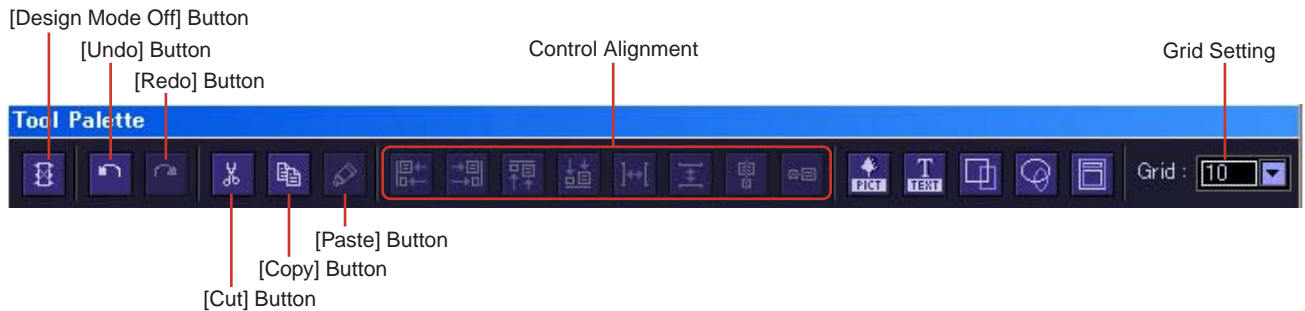 [Design Mode Off] Button
[Undo] Button
Control Alignment
Grid Setting
[Redo] Button
Tool Palette
PICT
T
TEXT
Grid :
10
[Paste] Button
[Copy] Button
[Cut] Button